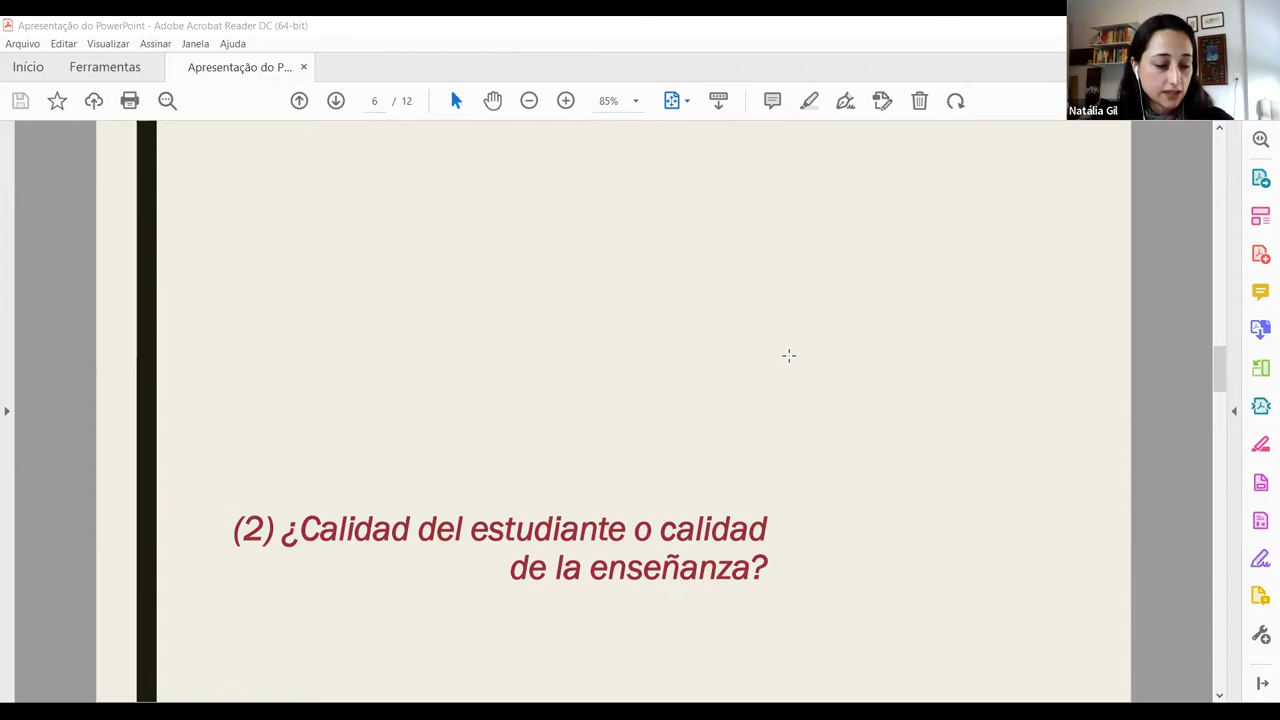 Apresentação do PowerPoint - Adobe Acrobat Reader DC (64-bit)
Arquivo Editar Visualizar Assinar Janela Ajuda
Início Ferramentas Apresentação do P... ×
6 / 12 85%
Natália Gil
(2) ¿Calidad del estudiante o calidad
de la enseñanza?